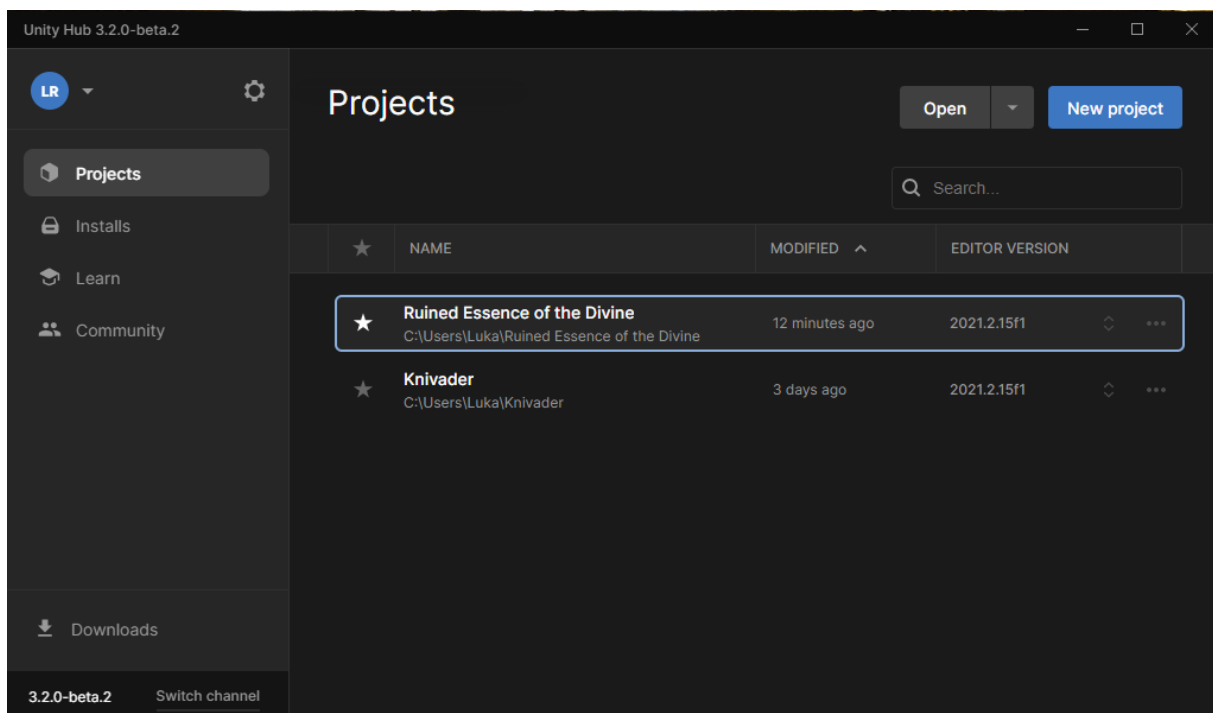 Unity Hub 3.2.0-beta.2
LR
Projects
Installs
Learn
Community
Downloads
3.2.0-beta.2 Switch channel
Projects
Open
New project
Search...
NAME MODIFIED EDITOR VERSION
Ruined Essence of the Divine
C:\Users\Luka\Ruined Essence of the Divine
12 minutes ago 2021.2.15f1
Knivader
C:\Users\Luka\Knivader
3 days ago 2021.2.15f1